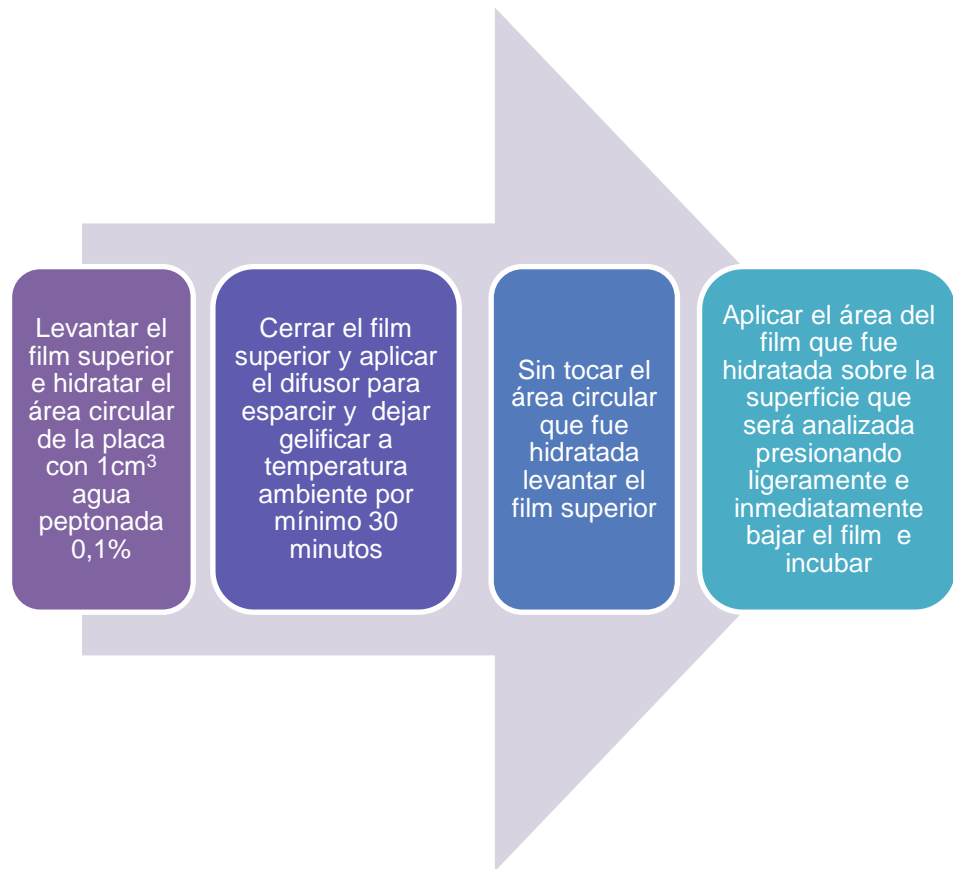 Levantar el
film superior
e hidratar el
área circular
de la placa
con 1cm³
agua
peptonada
0,1%
Cerrar el film
superior y aplicar
el difusor para
esparcir y  dejar
gelificar a
temperatura
ambiente por
mínimo 30
minutos
Sin tocar el
área circular
que fue
hidratada
levantar el
film superior
Aplicar el área del
film que fue
hidratada sobre la
superficie que
será analizada
presionando
ligeramente e
inmediatamente
bajar el film  e
incubar